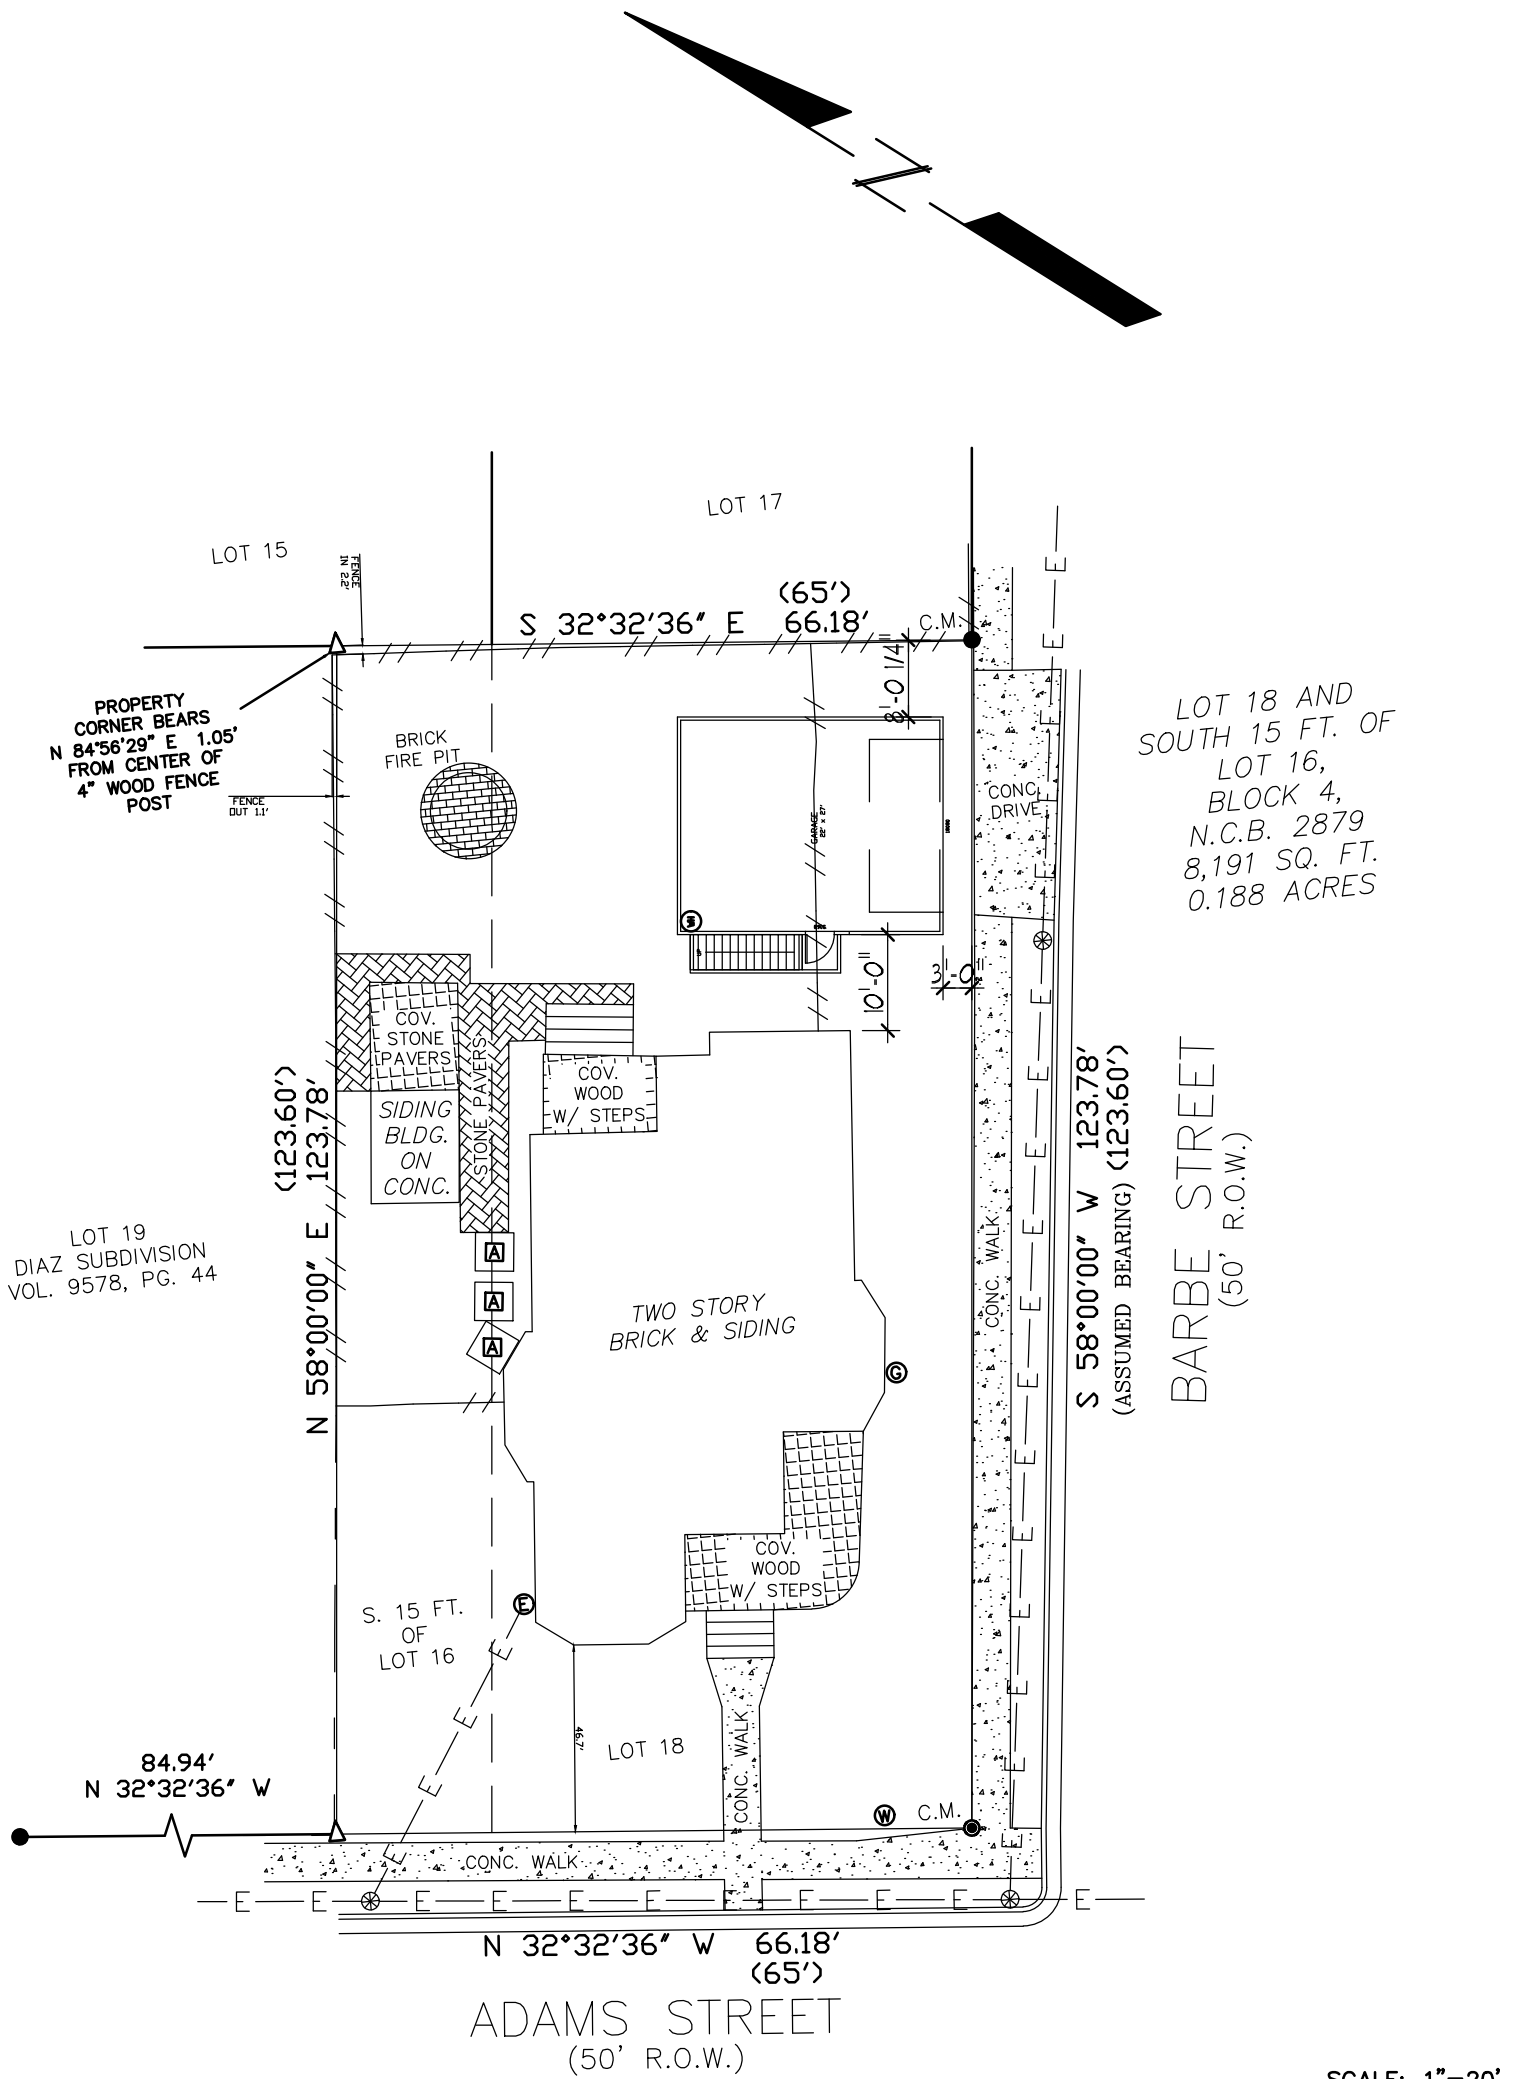 LOT 17
LOT 15
FENCE
IN 2.2'
(65')
S 32°32'36" E 66.18'
C.M.
8'-0 1/4"
PROPERTY
CORNER BEARS
N 84°56'29" E 1.05'
FROM CENTER OF
4" WOOD FENCE
POST
FENCE
OUT 1.1'
BRICK
FIRE PIT
GARAGE
22' x 27'
CONC.
DRIVE
LOT 18 AND
SOUTH 15 FT. OF
LOT 16,
BLOCK 4,
N.C.B. 2879
8,191 SQ. FT.
0.188 ACRES
UP
10'-0"
3'-0"
COV.
STONE
PAVERS
STONE PAVERS
SIDING
BLDG.
ON
CONC.
COV.
WOOD
W/ STEPS
(123.60')
N 58°00'00" E 123.78'
LOT 19
DIAZ SUBDIVISION
VOL. 9578, PG. 44
A
A
A
TWO STORY
BRICK & SIDING
G
CONC. WALK
S 58°00'00" W 123.78'
(ASSUMED BEARING) (123.60')
BARBE STREET
(50' R.O.W.)
E E E E E E E E E E E E E E
COV.
WOOD
W/ STEPS
E
S. 15 FT.
OF
LOT 16
E E E E
46.7'
LOT 18
CONC. WALK
84.94'
N 32°32'36" W
W
C.M.
CONC. WALK
E E E E E E E E E E E
N 32°32'36" W 66.18'
(65')
ADAMS STREET
(50' R.O.W.)
SCALE: 1"=20'